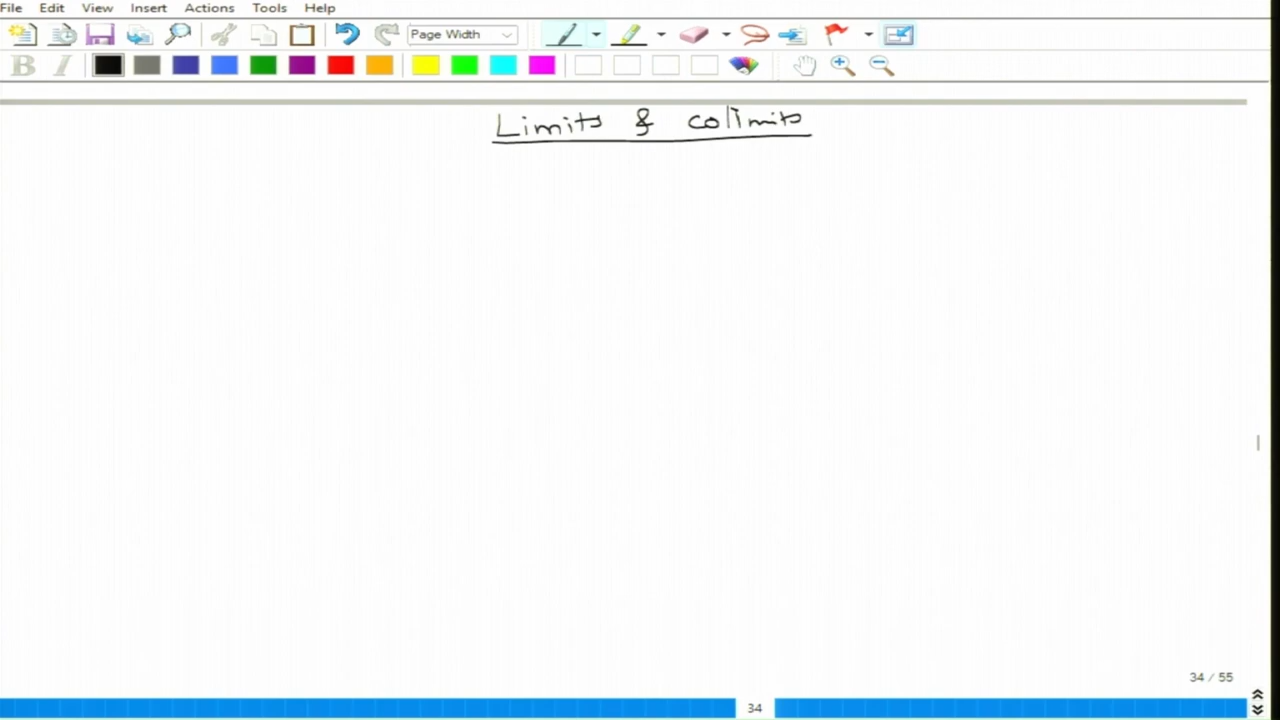 File Edit View Insert Actions Tools Help
Page Width
B I
Limits & colimits
34 / 55
34